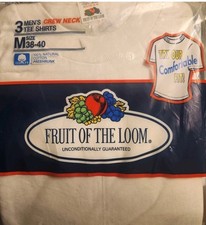 3 MEN'S CREW NECK
TEE SHIRTS
M SIZE
38-40
Comfortable
FRUIT OF THE LOOM®
UNCONDITIONALLY GUARANTEED